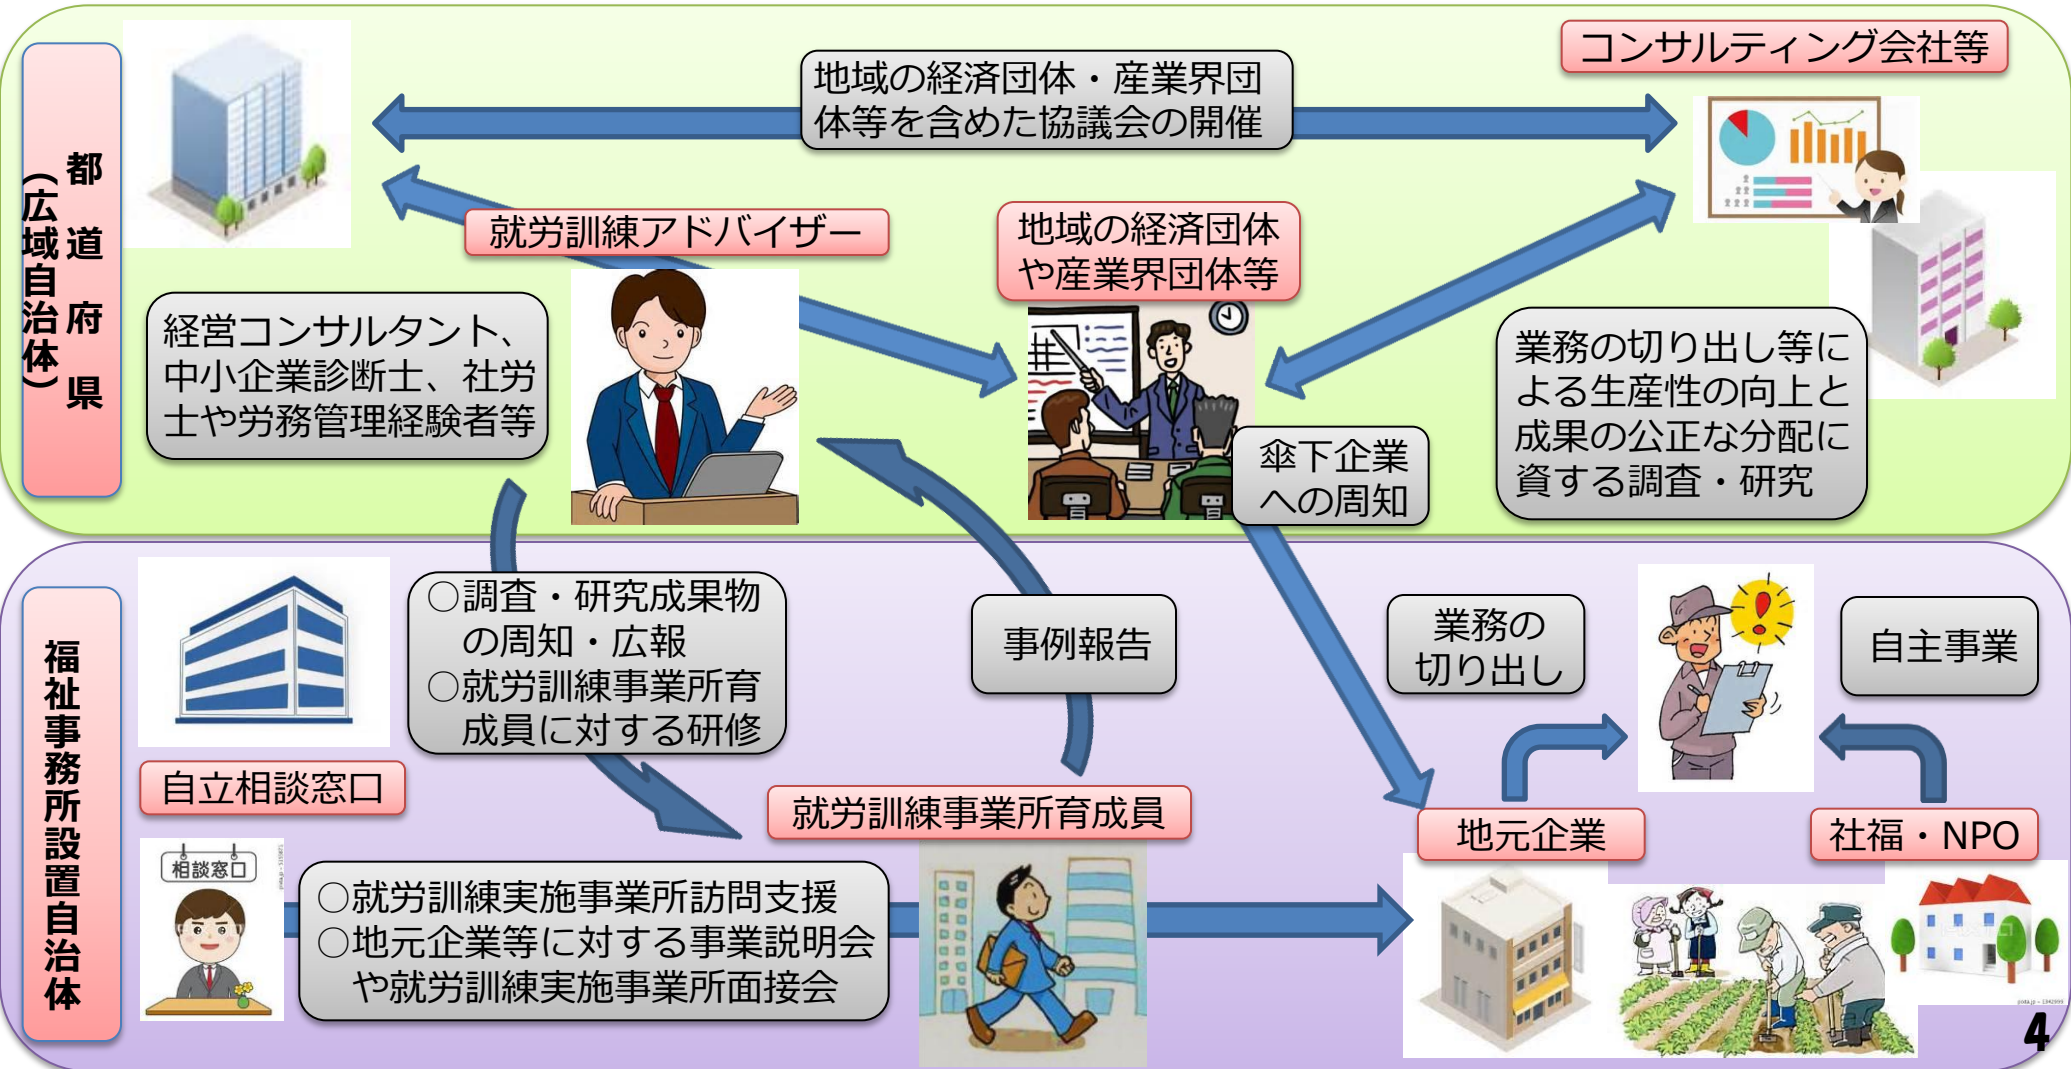 都道府県
（広域自治体）
コンサルティング会社等
地域の経済団体・産業界団
体等を含めた協議会の開催
就労訓練アドバイザー
地域の経済団体
や産業界団体等
経営コンサルタント、
中小企業診断士、社労
士や労務管理経験者等
業務の切り出し等に
よる生産性の向上と
成果の公正な分配に
資する調査・研究
傘下企業
への周知
福祉事務所設置自治体
○調査・研究成果物
の周知・広報
○就労訓練事業所育
成員に対する研修
事例報告
業務の
切り出し
自主事業
自立相談窓口
就労訓練事業所育成員
地元企業
社福・NPO
相談窓口
○就労訓練実施事業所訪問支援
○地元企業等に対する事業説明会
や就労訓練実施事業所面接会
4